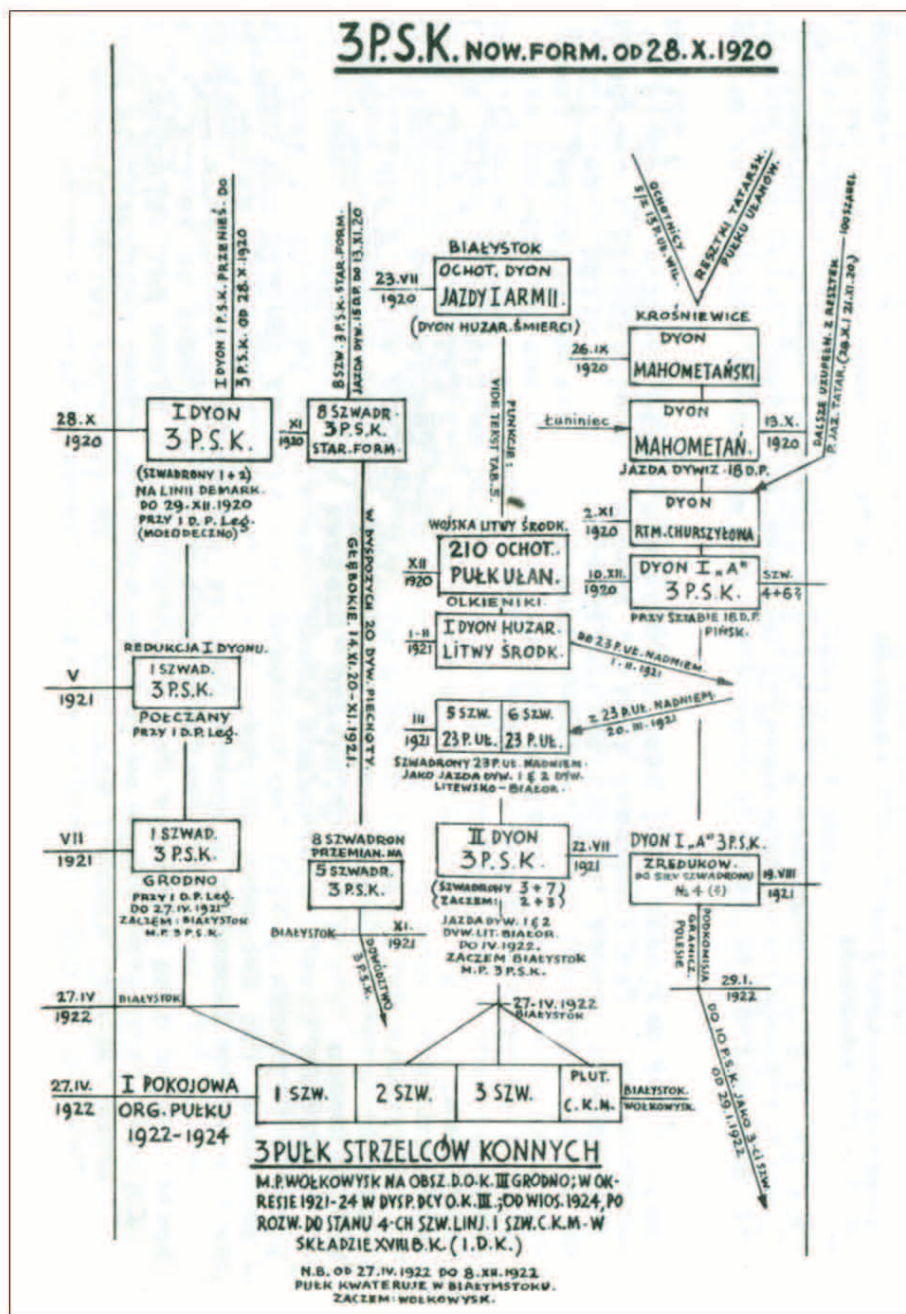 3 P.S.K. NOW. FORM. OD 28.X.1920
I DYON I P.S.K. PRZENIEŚ. DO
3 P.S.K. OD 28.X.1920
28.X
1920
I DYON
3 P.S.K.
(SZWADRONY 1+2)
NA LINII DEMARK.
DO 29.XII.1920
PRZY I D.P. Leg.
(MOŁODECZNO)
REDUKCJA I DYONU.
V
1921
1 SZWAD.
3 P.S.K.
POŁCZANY
PRZY I D.P. Leg.
VII
1921
1 SZWAD.
3 P.S.K.
GRODNO
PRZY I D.P. Leg.
DO 27.IV.1921
ZACZEM: BIAŁYSTOK
M.P. 3 P.S.K.
27.IV
1922
BIAŁYSTOK
8 SZW. 3 P.S.K. STAR. FORM.
JAZDA DYW. 15 D.P. DO 13.XI.20
XI
1920
8 SZWADR.
3 P.S.K.
STAR. FORM.
W DYSPOZYCJI 20 DYW. PIECHOTY.
GŁĘBOKIE. 14.XI.20-XI.1921.
8 SZWADRON
PRZEMIAN. NA
5 SZWADR.
3 P.S.K.
BIAŁYSTOK
XI.
1921
DOWÓDZTWO
3 P.S.K.
BIAŁYSTOK
23.VII
1920
OCHOT. DYON
JAZDY I ARMII.
(DYON HUZAR. ŚMIERCI)
FUNKCJE:
VIDE TEKST TAB. 5.
WOJSKA LITWY ŚRODK.
XII
1920
210 OCHOT.
PUŁK UŁAN.
OLKIENIKI.
I-II
1921
I DYON HUZAR.
LITWY ŚRODK.
DO 23 P. UŁ. NADNIEM.
1.II.1921
Z 23 P. UŁ. NADNIEM.
20.III.1921
III
1921
5 SZW.
23 P. UŁ.
6 SZW.
23 P. UŁ.
SZWADRONY 23 P. UŁ. NADNIEM.
JAKO JAZDA DYW. 1 & 2 DYW.
LITEWSKO-BIAŁOR.
II DYON
3 P.S.K.
22.VII
1921
(SZWADRONY 3+7)
(ZACZEM: 2+3)
JAZDA DYW. 1 & 2
DYW. LIT. BIAŁOR.
DO IV.1922.
ZACZEM BIAŁYSTOK
M.P. 3 P.S.K.
27-IV.1922
BIAŁYSTOK
OCHOTNICY
RESZTKI TATARSK.
PUŁKU UŁANÓW.
KROŚNIEWICE
26.IX
1920
DYON
MAHOMETAŃSKI
Łuniniec
DYON
MAHOMETAŃ.
13.X.
1920
JAZDA DYWIZ. 18 D.P.
DALSZE UZUPEŁN. Z RESZTEK
P. JAZ. TATAR.
100 SZABEL
2.XI
1920
DYON
RTM. CHURSZYŁOWA
10.XII.
1920
DYON I „A"
3 P.S.K.
SZW.
4+6?
PRZY SZTABIE 18 D.P.
PIŃSK.
DYON I „A" 3 P.S.K.
ZREDUKOW.
DO SIŁY SZWADRONU
№ 4 (?)
19.VIII
1921
PODKOMISJA
GRANICZ.
POLESIE
29.I.
1922
DO 10 P.S.K. JAKO 3-CI SZW.
OD 29.I.1922
27.IV.
1922
I POKOJOWA
ORG. PUŁKU
1922-1924
1 SZW.
2 SZW.
3 SZW.
PLUT.
C.K.M.
BIAŁYSTOK.
WOŁKOWYSK.
3 PUŁK STRZELCÓW KONNYCH
M.P. WOŁKOWYSK NA OBSZ. D.O.K. III GRODNO; W OK-
RESIE 1921-24 W DYSP. DCY O.K. III.; OD WIOS. 1924, PO
ROZW. DO STANU 4-CH SZW. LINJ. I SZW. C.K.M.- W
SKŁADZIE XVIII B.K. (I.D.K.)
N.B. OD 27.IV.1922 DO 8.XII.1922
PUŁK KWATERUJE W BIAŁYMSTOKU.
ZACZEM: WOŁKOWYSK.